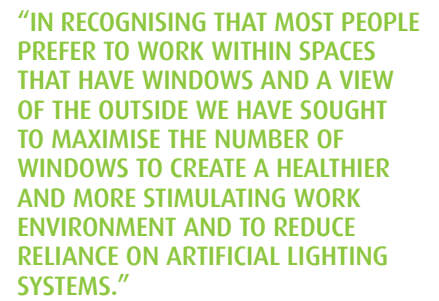 “IN RECOGNISING THAT MOST PEOPLE
PREFER TO WORK WITHIN SPACES
THAT HAVE WINDOWS AND A VIEW
OF THE OUTSIDE WE HAVE SOUGHT
TO MAXIMISE THE NUMBER OF
WINDOWS TO CREATE A HEALTHIER
AND MORE STIMULATING WORK
ENVIRONMENT AND TO REDUCE
RELIANCE ON ARTIFICIAL LIGHTING
SYSTEMS.”